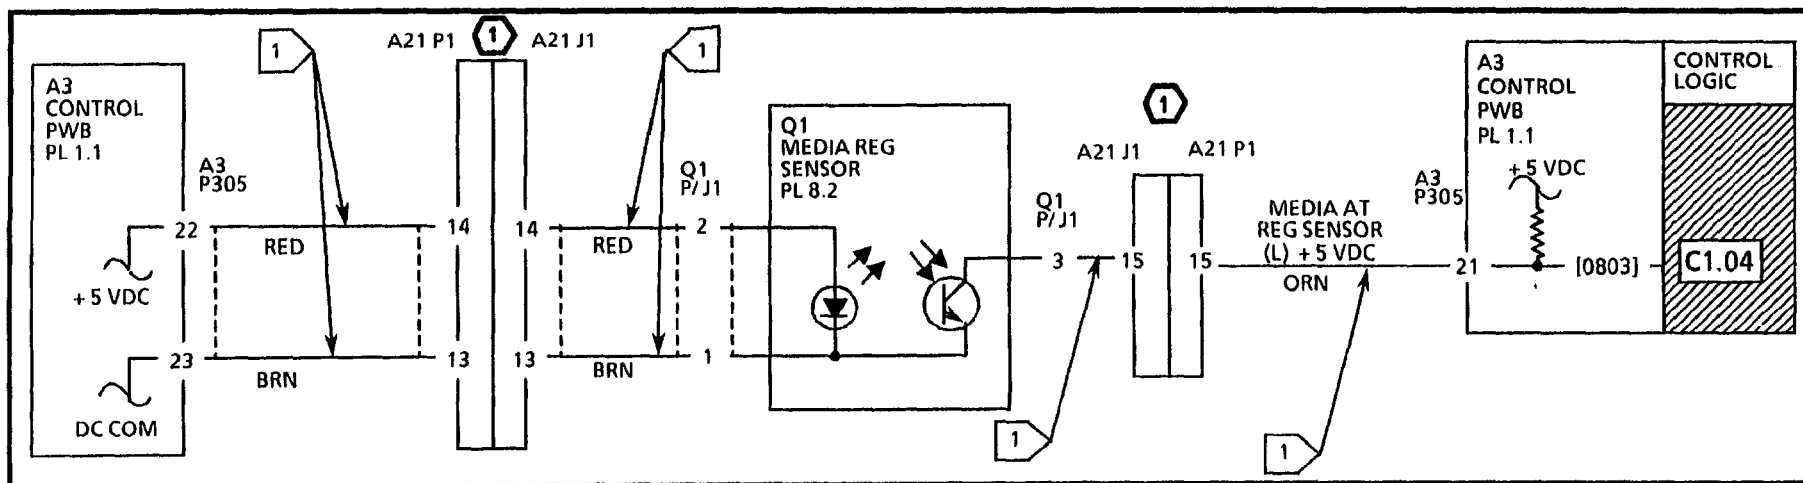 1
A21 P1
1
A21 J1
1
A3
CONTROL
PWB
PL 1.1
A3
P305
22
RED
14
14
RED
Q1
P/J1
2
+ 5 VDC
23
BRN
13
13
BRN
1
DC COM
Q1
MEDIA REG
SENSOR
PL 8.2
Q1
P/J1
3
1
A21 J1
1
A21 P1
15
15
MEDIA AT
REG SENSOR
(L) + 5 VDC
ORN
1
A3
P305
21
A3
CONTROL
PWB
PL 1.1
+ 5 VDC
[0803]
CONTROL
LOGIC
C1.04